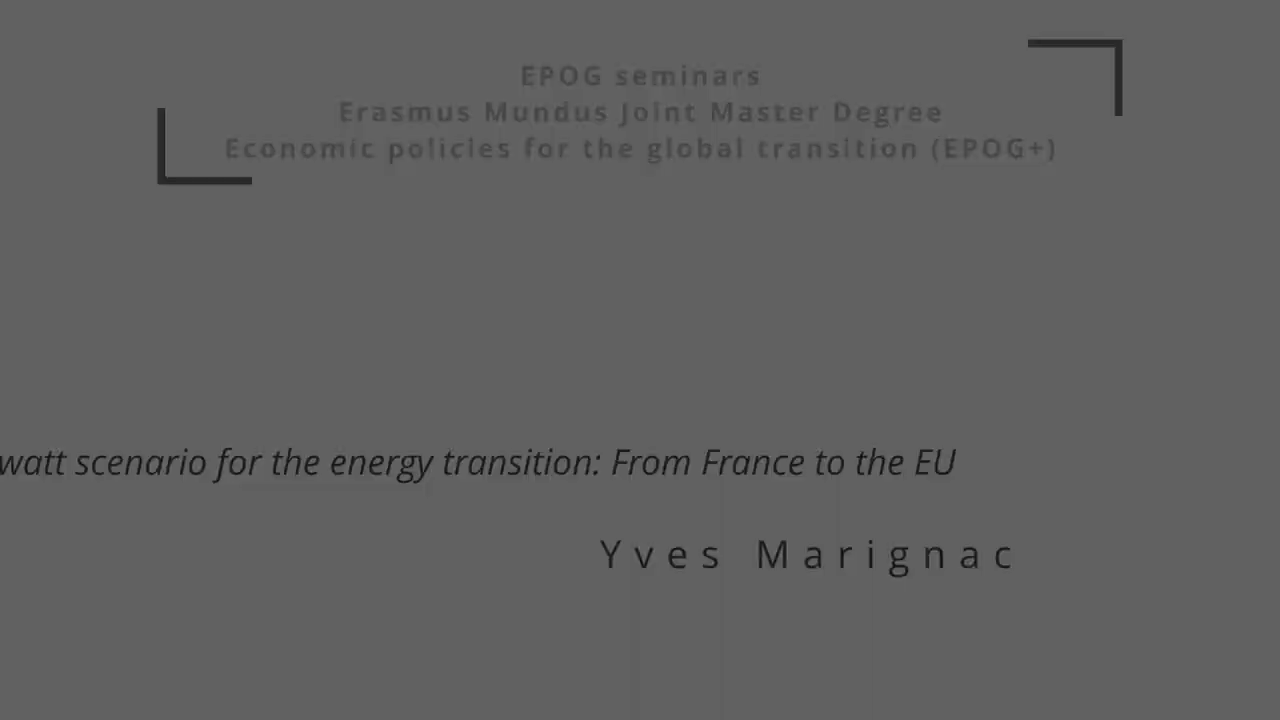 EPOG seminars
Erasmus Mundus Joint Master Degree
Economic policies for the global transition (EPOG+)
watt scenario for the energy transition: From France to the EU
Yves Marignac